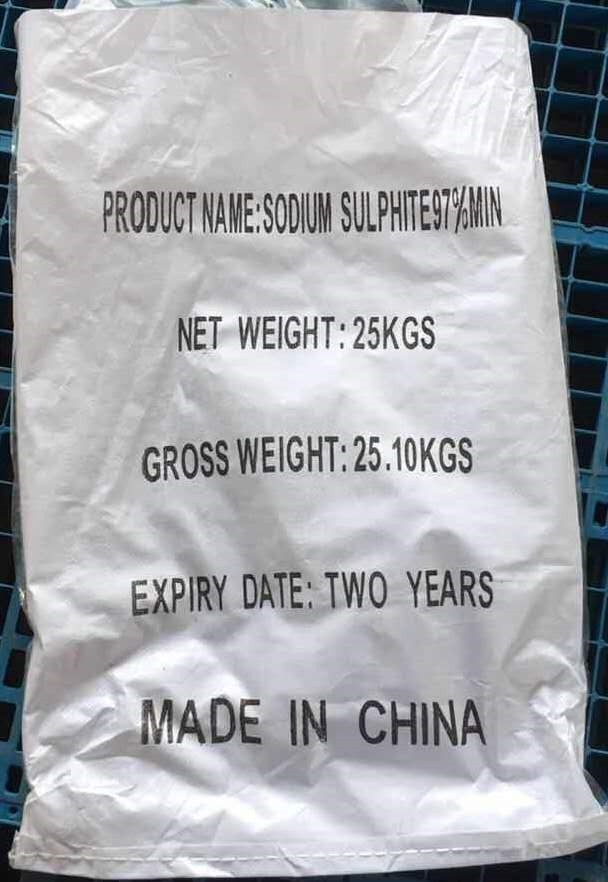 PRODUCT NAME:SODIUM SULPHITE97%MIN
NET WEIGHT: 25KGS
GROSS WEIGHT: 25.10KGS
EXPIRY DATE: TWO YEARS
MADE IN CHINA